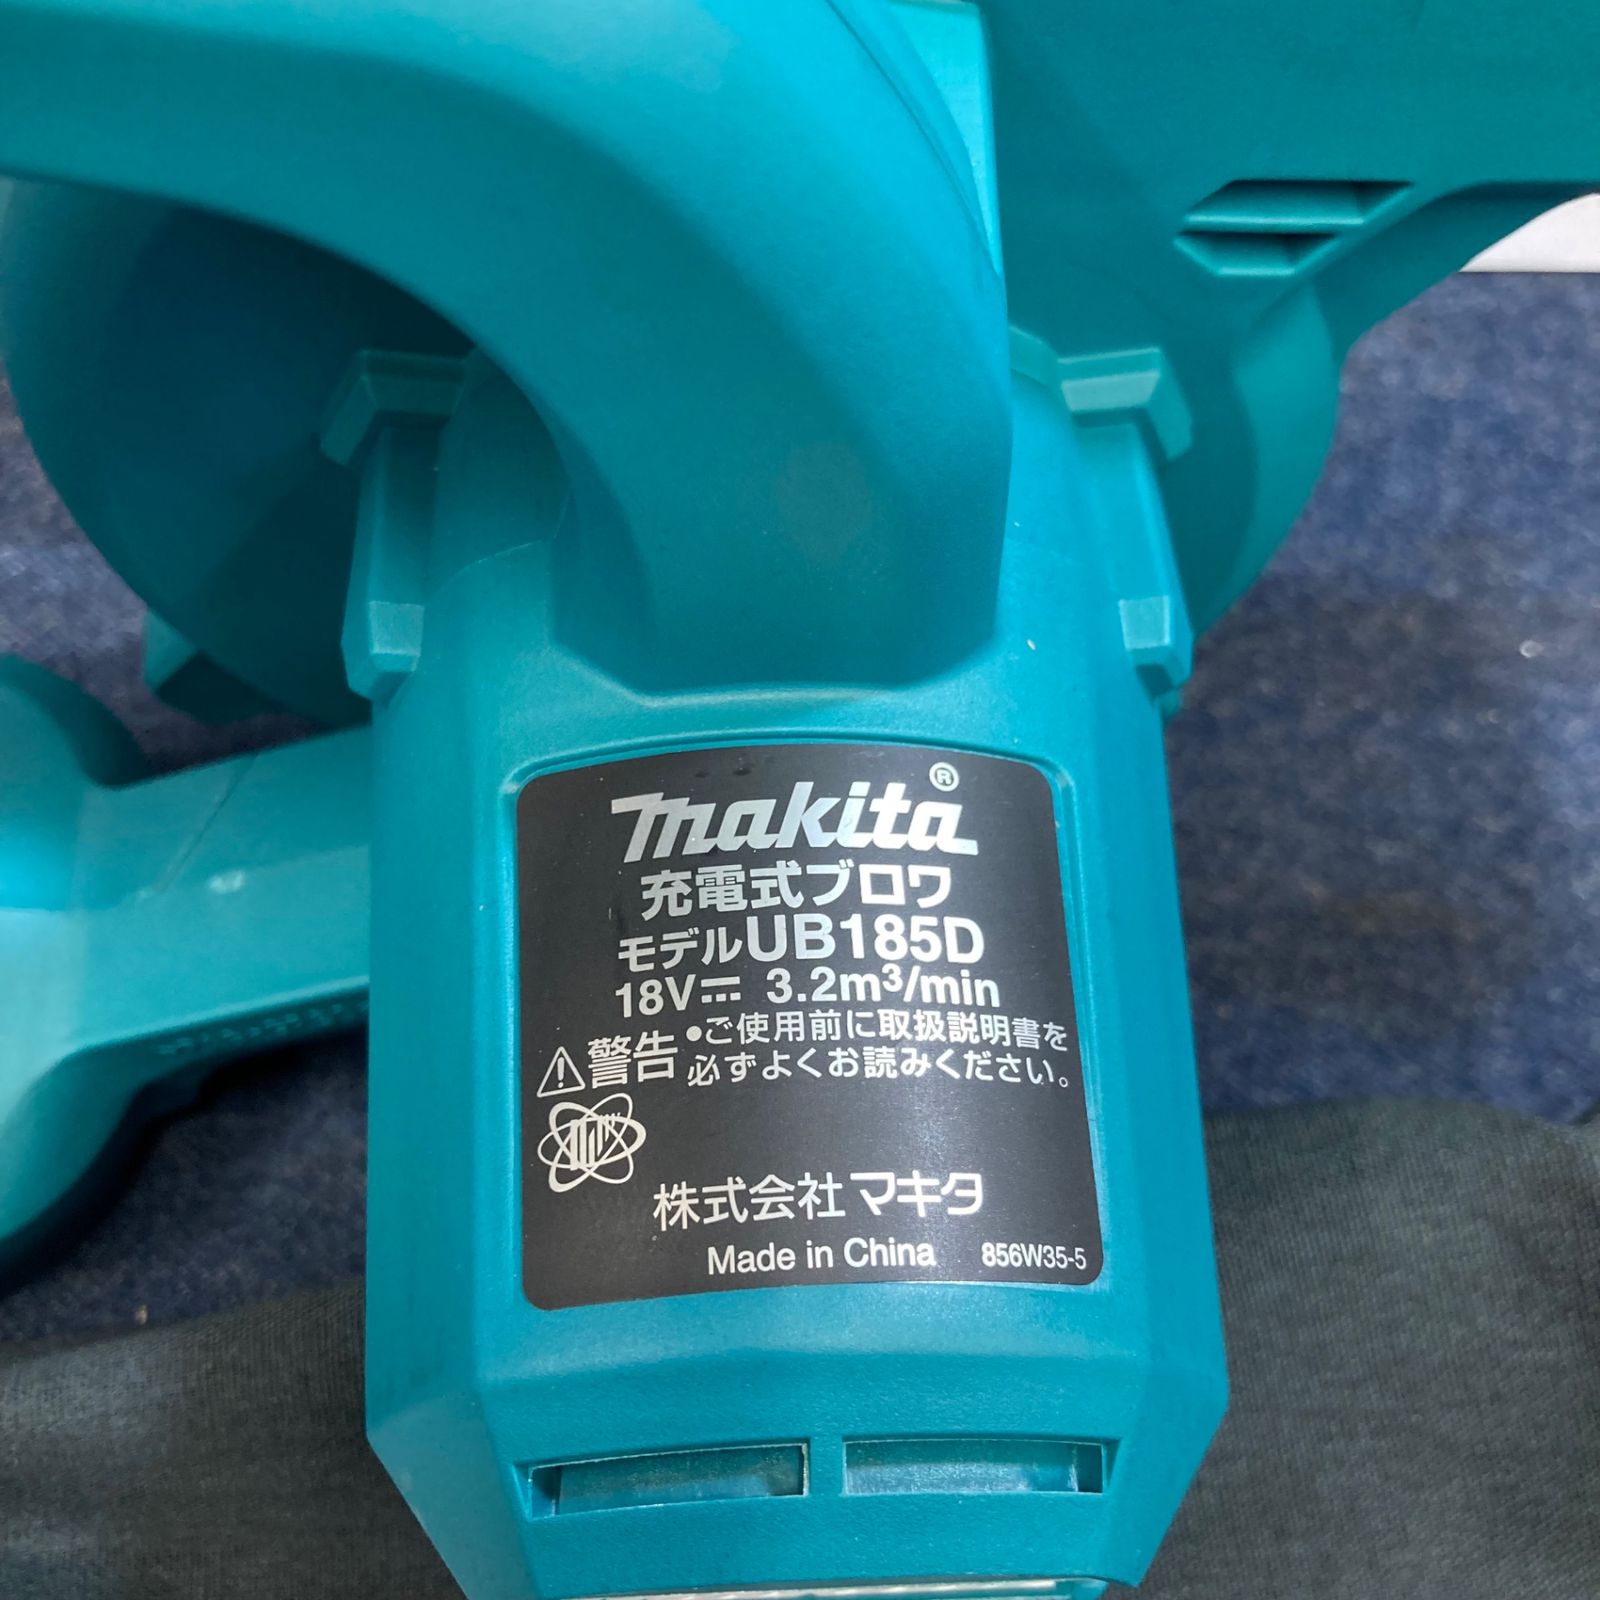 makita®
充電式ブロワ
モデルUB185D
18V⎓ 3.2m³/min
⚠警告 •ご使用前に取扱説明書を
必ずよくお読みください。
株式会社マキタ
Made in China 856W35-5